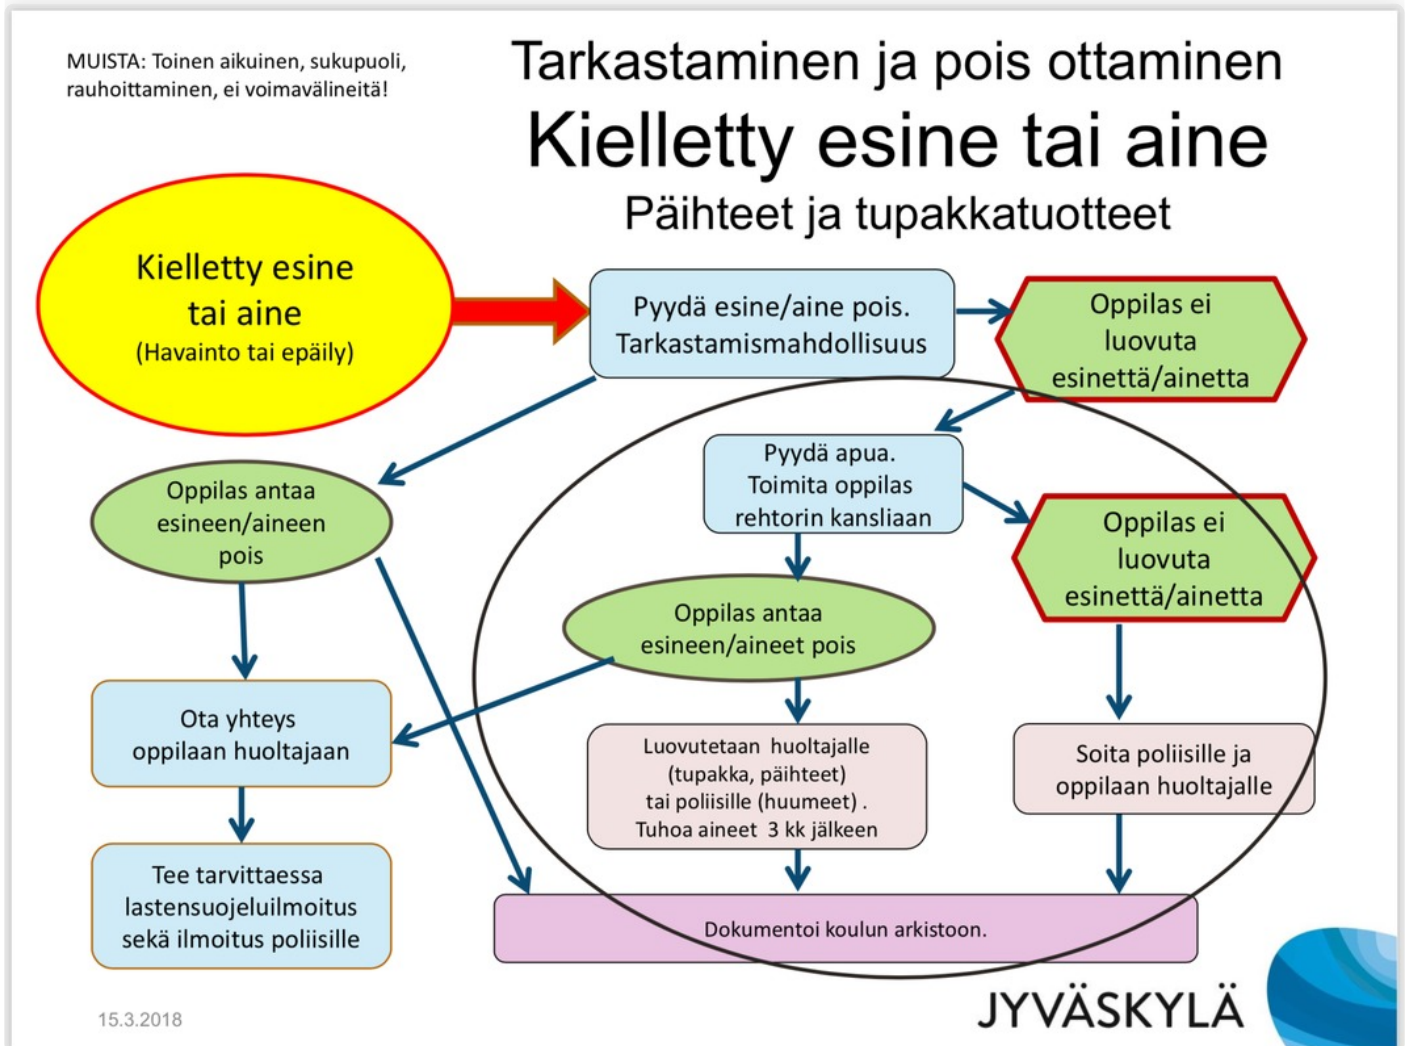 MUISTA: Toinen aikuinen, sukupuoli,
rauhoittaminen, ei voimavälineitä!
Tarkastaminen ja pois ottaminen
Kielletty esine tai aine
Päihteet ja tupakkatuotteet
Kielletty esine
tai aine
(Havainto tai epäily)
Pyydä esine/aine pois.
Tarkastamismahdollisuus
Oppilas ei
luovuta
esinettä/ainetta
Pyydä apua.
Toimita oppilas
rehtorin kansliaan
Oppilas antaa
esineen/aineen
pois
Oppilas ei
luovuta
esinettä/ainetta
Oppilas antaa
esineen/aineet pois
Ota yhteys
oppilaan huoltajaan
Luovutetaan huoltajalle
(tupakka, päihteet)
tai poliisille (huumeet) .
Tuhoa aineet 3 kk jälkeen
Soita poliisille ja
oppilaan huoltajalle
Tee tarvittaessa
lastensuojeluilmoitus
sekä ilmoitus poliisille
Dokumentoi koulun arkistoon.
15.3.2018
JYVÄSKYLÄ